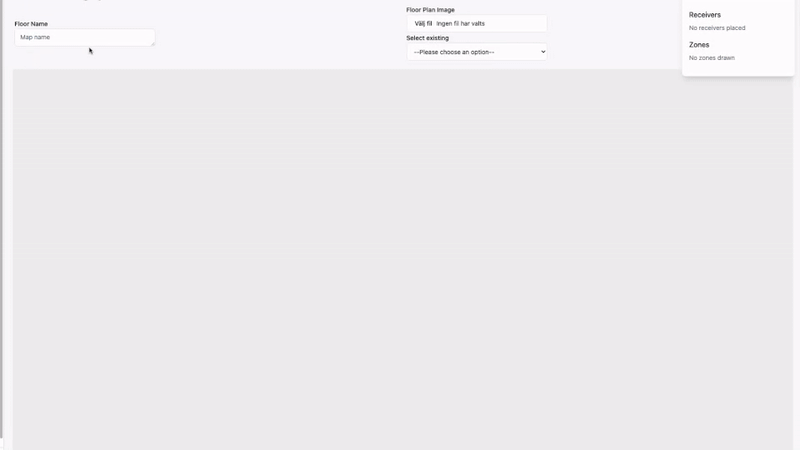 Floor Name
Map name
Floor Plan Image
Välj fil Ingen fil har valts
Select existing
--Please choose an option--
Receivers
No receivers placed
Zones
No zones drawn